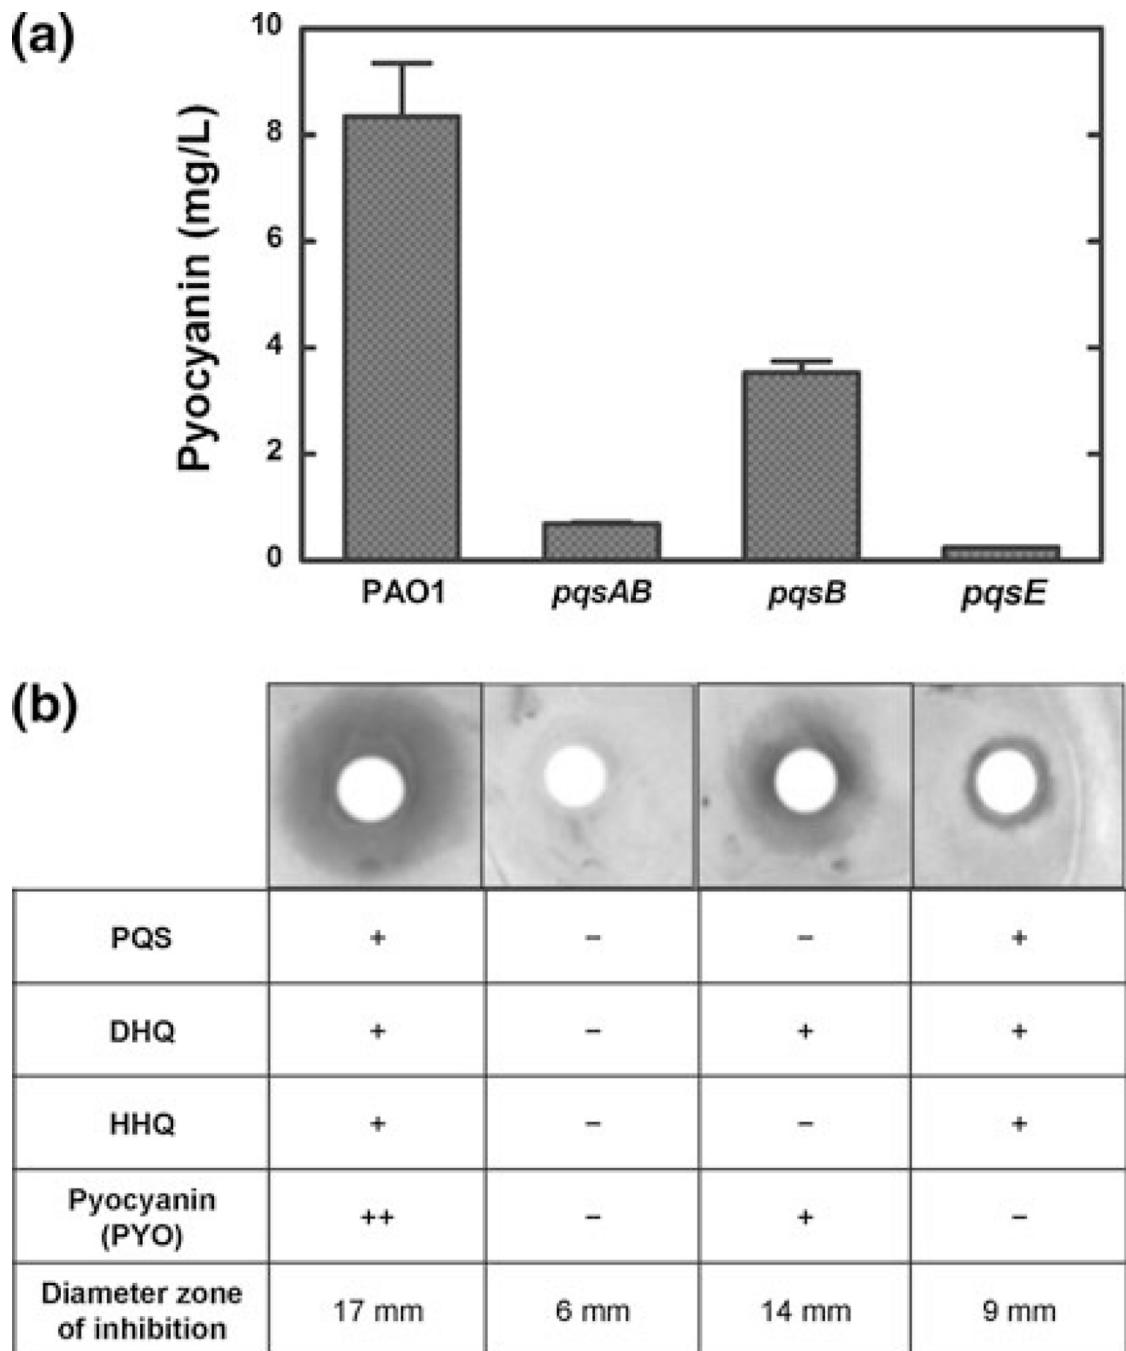 (a)
Pyocyanin (mg/L)
10
8
6
4
2
0
PAO1 pqsAB pqsB pqsE
(b)
PQS + – – +
DHQ + – + +
HHQ + – – +
Pyocyanin
(PYO) ++ – + –
Diameter zone
of inhibition 17 mm 6 mm 14 mm 9 mm